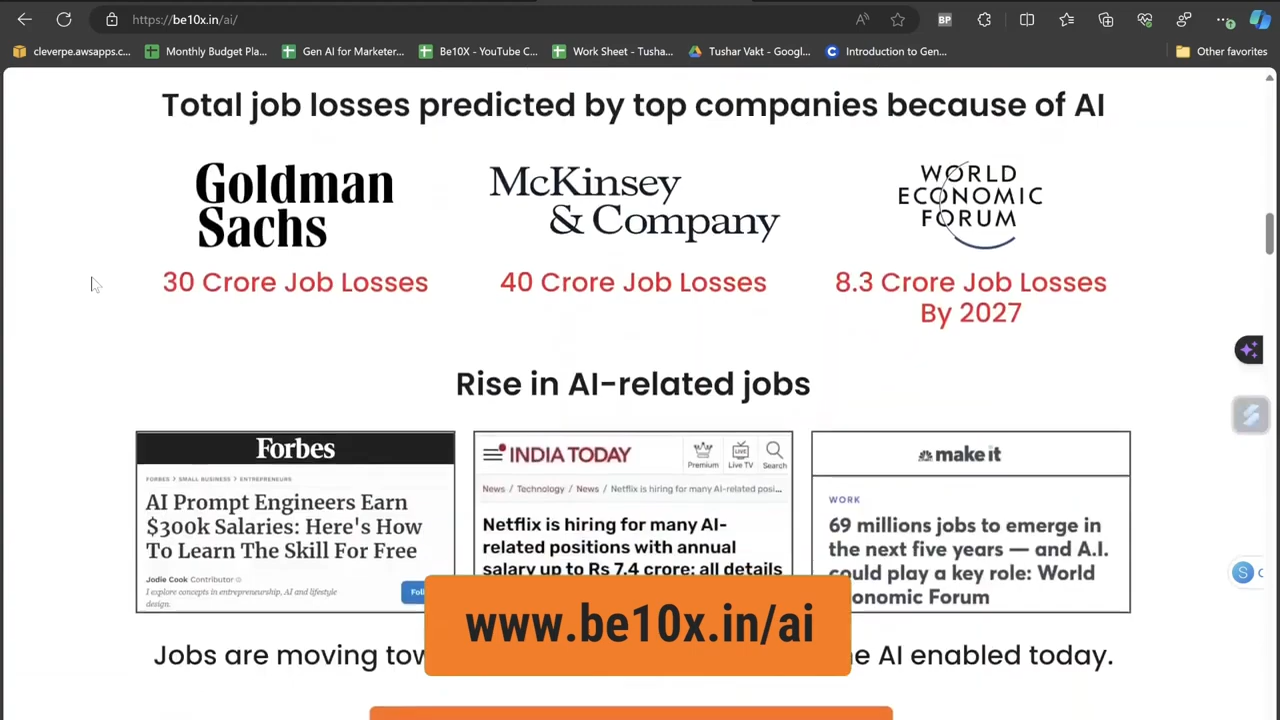 https://be10x.in/ai/
BP
cleverpe.awsapps.c...
Monthly Budget Pla...
Gen AI for Marketer...
Be10X - YouTube C...
Work Sheet - Tusha...
Tushar Vakt - Googl...
Introduction to Gen...
Other favorites
Total job losses predicted by top companies because of AI
Goldman
Sachs
30 Crore Job Losses
McKinsey
& Company
40 Crore Job Losses
WORLD
ECONOMIC
FORUM
8.3 Crore Job Losses
By 2027
Rise in AI-related jobs
Forbes
FORBES > SMALL BUSINESS > ENTREPRENEURS
AI Prompt Engineers Earn
$300k Salaries: Here's How
To Learn The Skill For Free
Jodie Cook Contributor
I explore concepts in entrepreneurship, AI and lifestyle
design.
INDIA TODAY
Premium
Live TV
Search
News / Technology / News / Netflix is hiring for many AI-related posi...
Netflix is hiring for many AI-
related positions with annual
salary up to Rs 7.4 crore: all details
make it
WORK
69 millions jobs to emerge in
the next five years — and A.I.
could play a key role: World
onomic Forum
www.be10x.in/ai
Jobs are moving
AI enabled today.